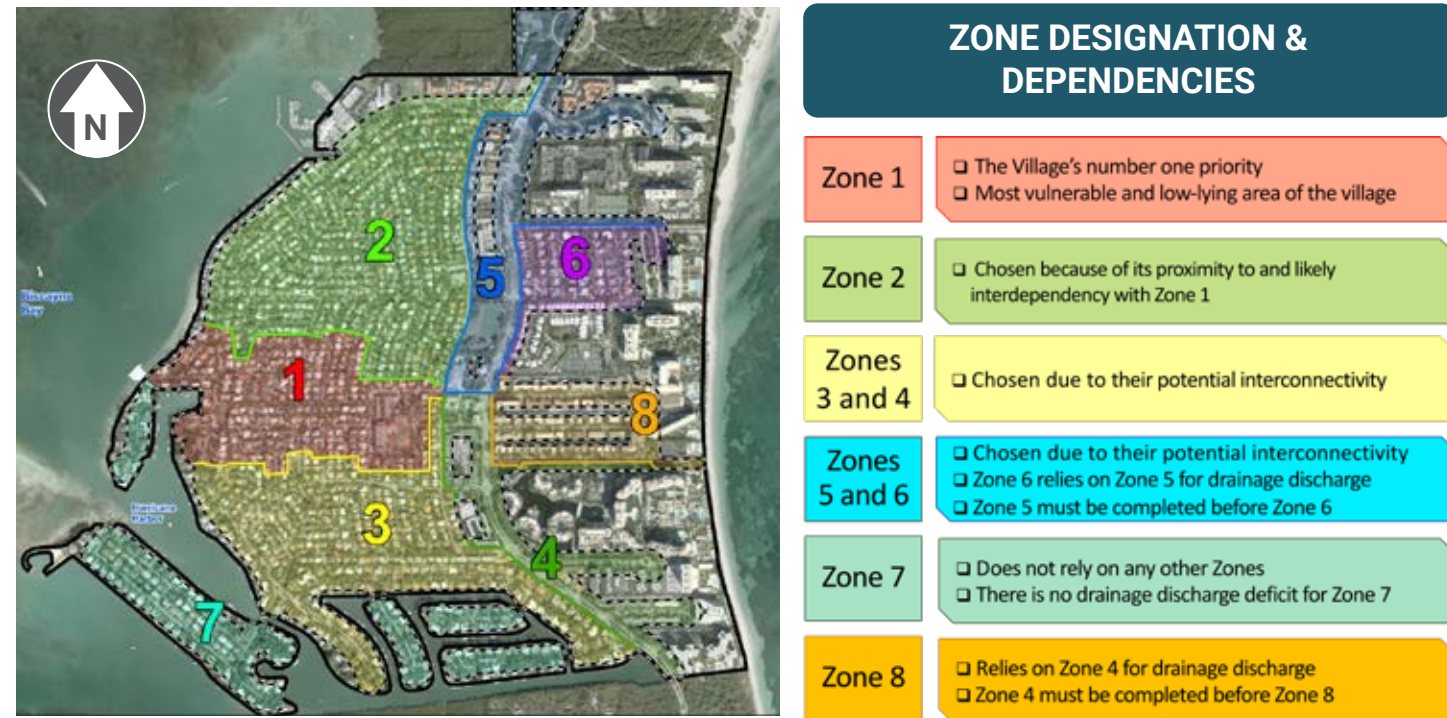 N
2
6
5
1
8
3
4
7
Biscayne
Bay
Hurricane
Harbor
ZONE DESIGNATION &
DEPENDENCIES
Zone 1
❑ The Village's number one priority
❑ Most vulnerable and low-lying area of the village
Zone 2
❑ Chosen because of its proximity to and likely
interdependency with Zone 1
Zones
3 and 4
❑ Chosen due to their potential interconnectivity
Zones
5 and 6
❑ Chosen due to their potential interconnectivity
❑ Zone 6 relies on Zone 5 for drainage discharge
❑ Zone 5 must be completed before Zone 6
Zone 7
❑ Does not rely on any other Zones
❑ There is no drainage discharge deficit for Zone 7
Zone 8
❑ Relies on Zone 4 for drainage discharge
❑ Zone 4 must be completed before Zone 8